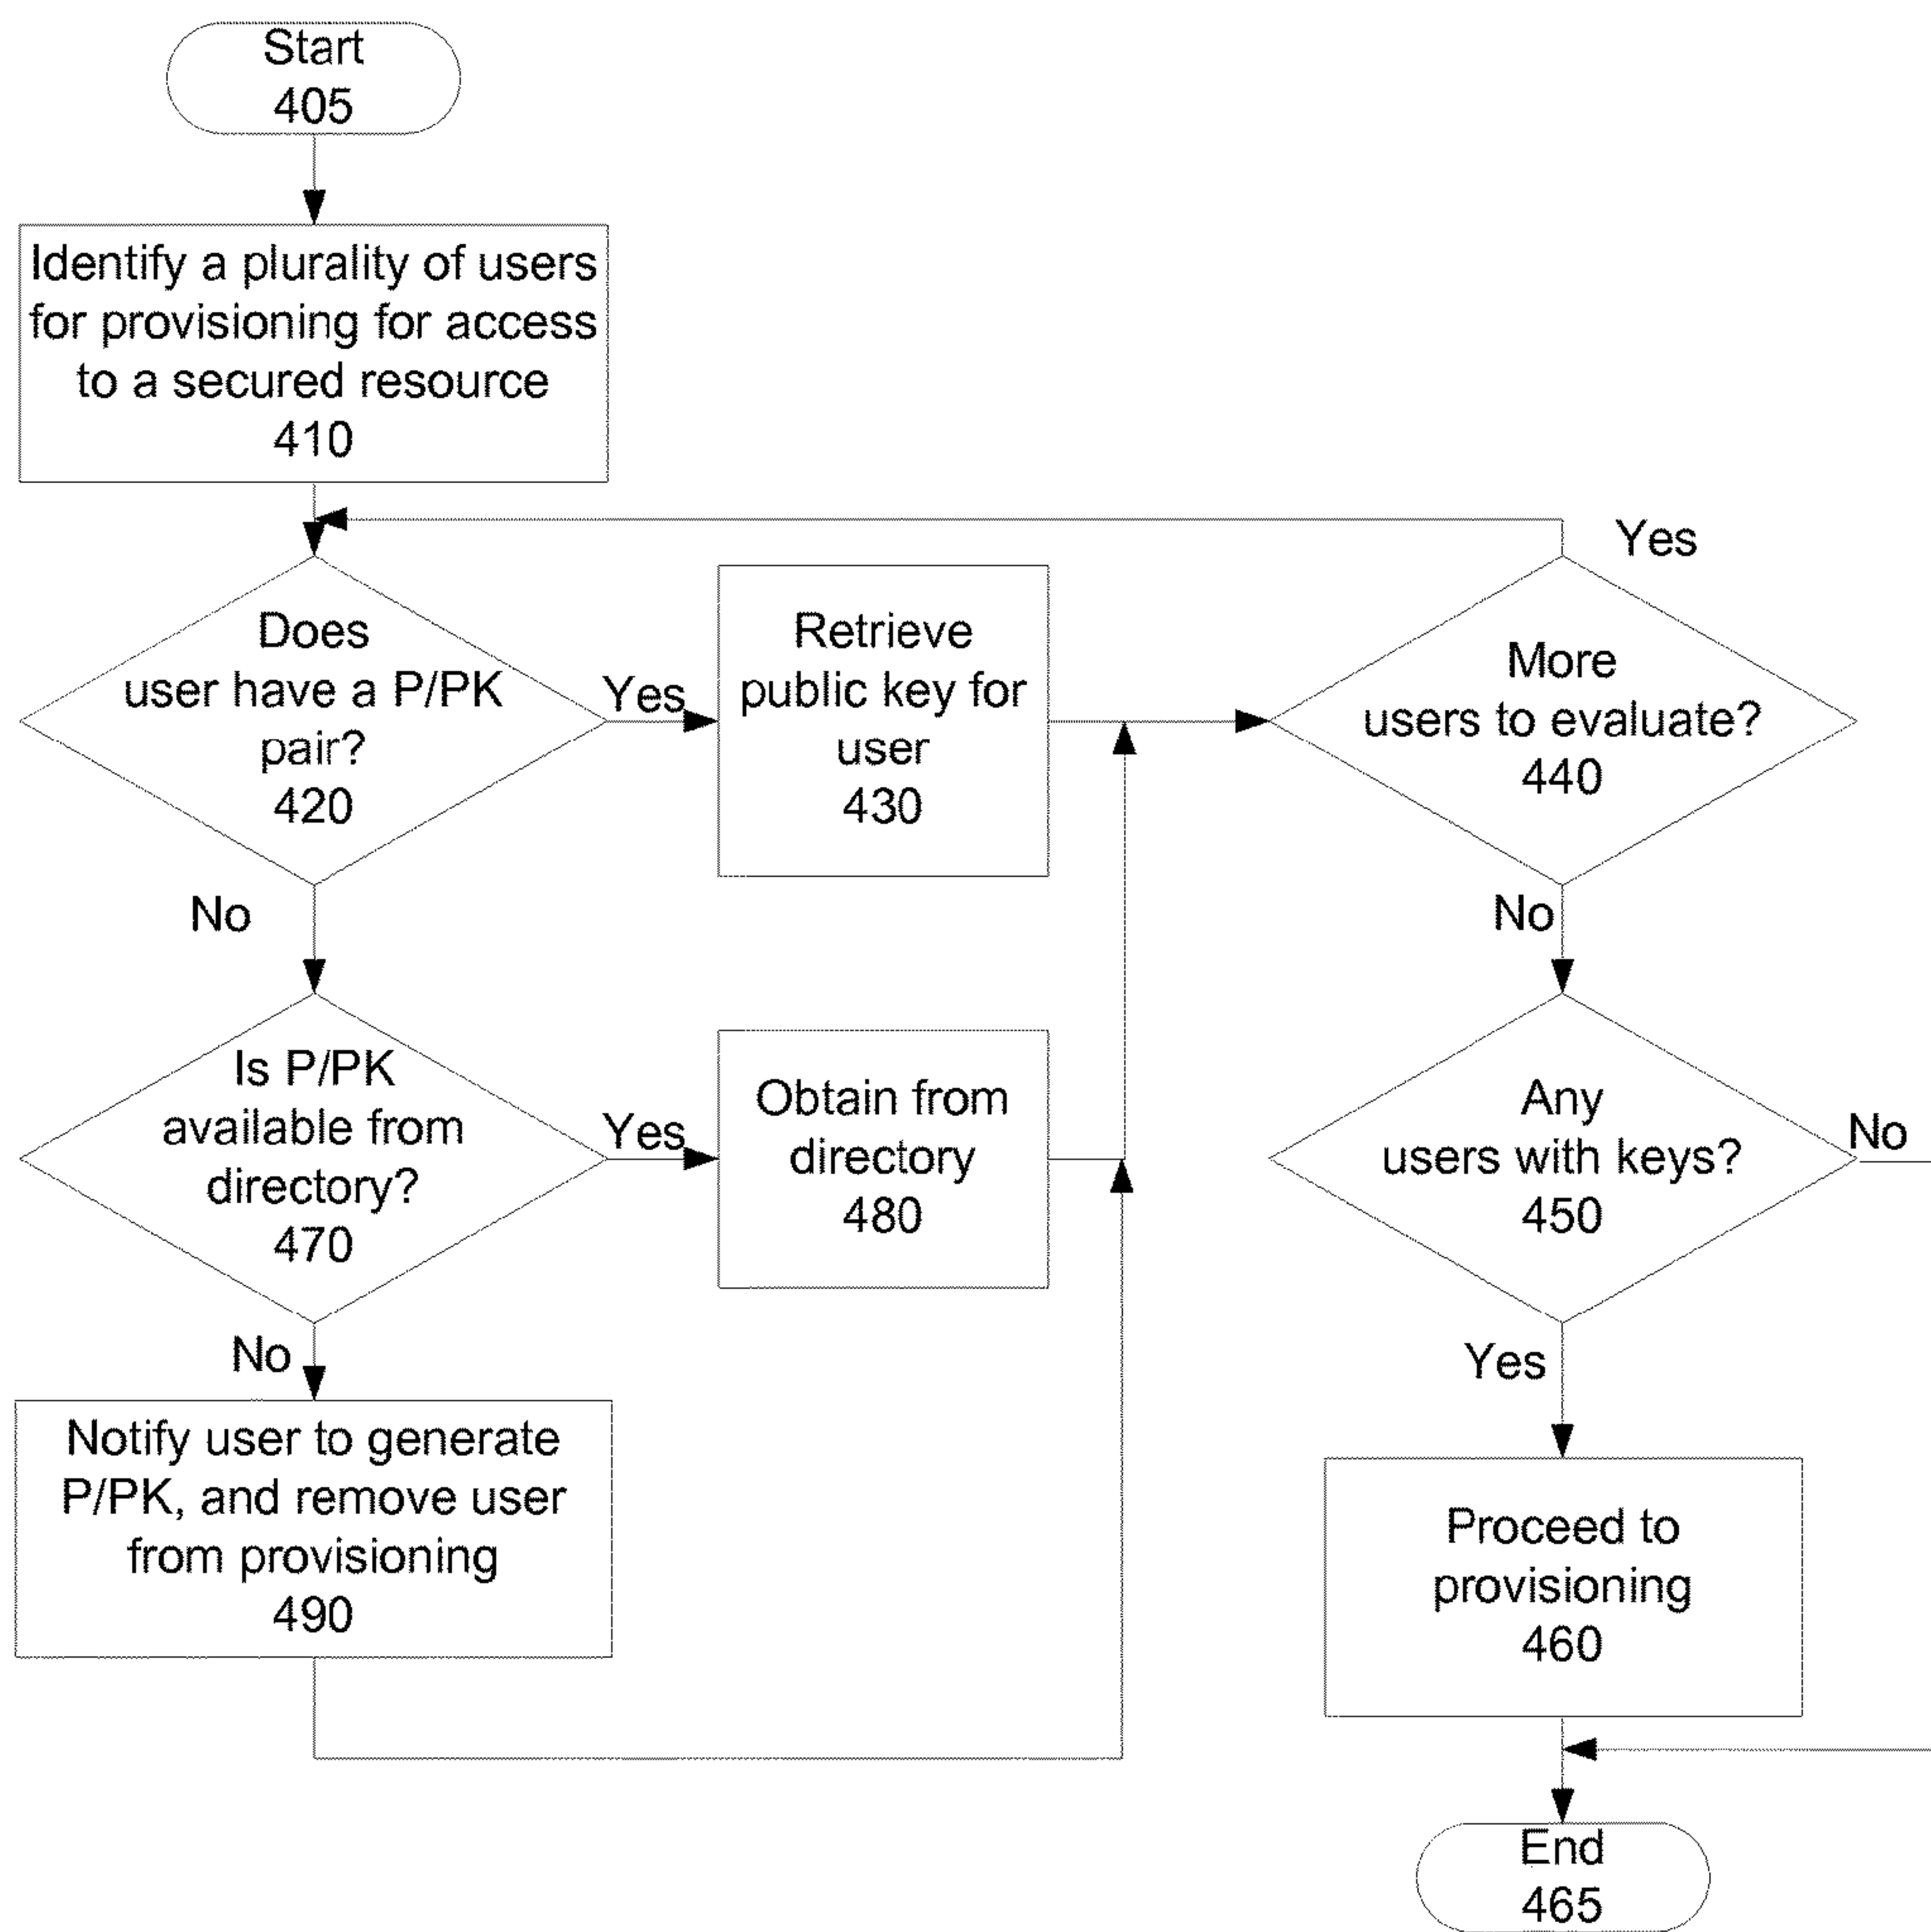 Start
405
Identify a plurality of users
for provisioning for access
to a secured resource
410
Does
user have a P/PK
pair?
420
Yes
Retrieve
public key for
user
430
Yes
More
users to evaluate?
440
No
No
Is P/PK
available from
directory?
470
Yes
Obtain from
directory
480
Any
users with keys?
450
No
No
Yes
Notify user to generate
P/PK, and remove user
from provisioning
490
Proceed to
provisioning
460
End
465